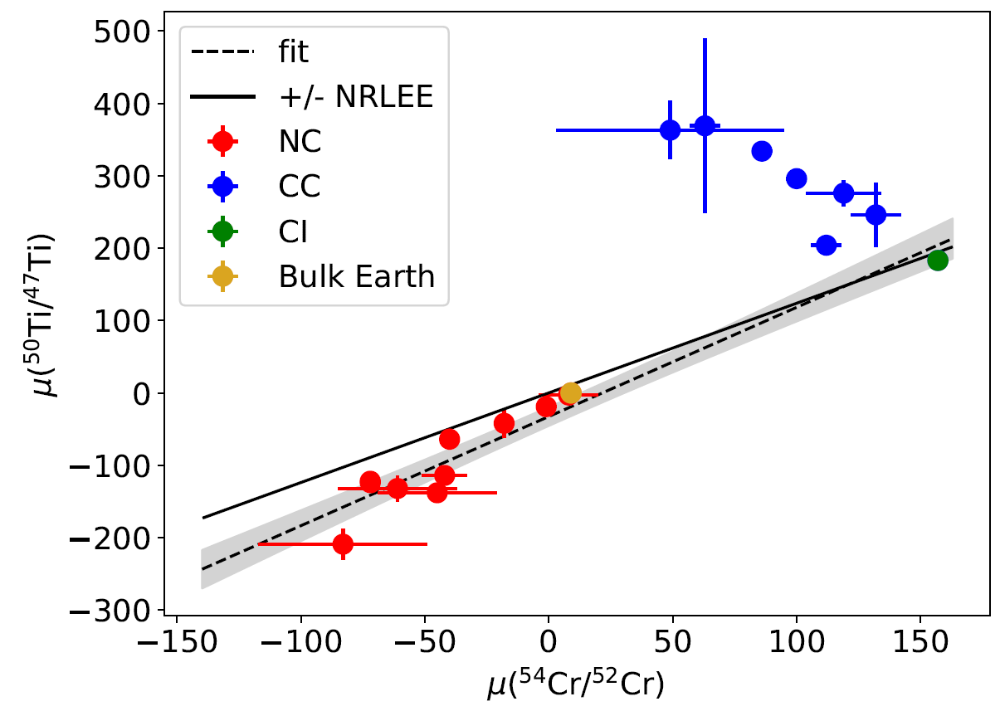 500
400
300
200
100
0
−100
−200
−300
μ(⁵⁰Ti/⁴⁷Ti)
fit
+/- NRLEE
NC
CC
CI
Bulk Earth
−150
−100
−50
0
50
100
150
μ(⁵⁴Cr/⁵²Cr)